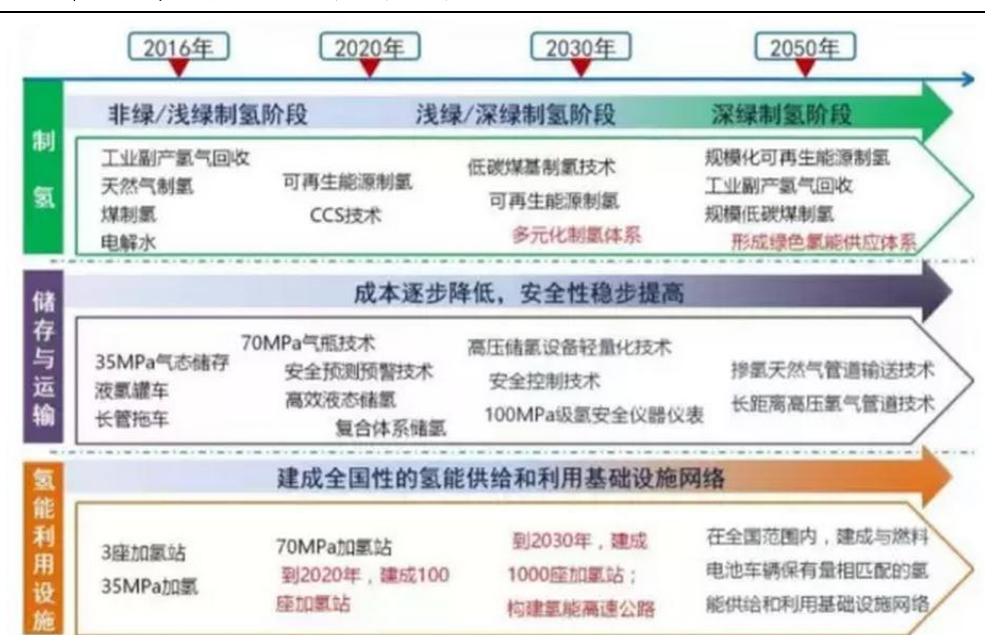 2016年
2020年
2030年
2050年
制氢
非绿/浅绿制氢阶段
浅绿/深绿制氢阶段
深绿制氢阶段
工业副产氢气回收
天然气制氢
煤制氢
电解水
可再生能源制氢
CCS技术
低碳煤基制氢技术
可再生能源制氢
多元化制氢体系
规模化可再生能源制氢
工业副产氢气回收
规模低碳煤制氢
形成绿色氢能供应体系
储存与运输
成本逐步降低，安全性稳步提高
35MPa气态储存
液氢罐车
长管拖车
70MPa气瓶技术
安全预测预警技术
高效液态储氢
复合体系储氢
高压储氢设备轻量化技术
安全控制技术
100MPa级氢安全仪器仪表
掺氢天然气管道输送技术
长距离高压氢气管道技术
氢能利用设施
建成全国性的氢能供给和利用基础设施网络
3座加氢站
35MPa加氢
70MPa加氢站
到2020年，建成100
座加氢站
到2030年，建成
1000座加氢站；
构建氢能高速公路
在全国范围内，建成与燃料
电池车辆保有量相匹配的氢
能供给和利用基础设施网络